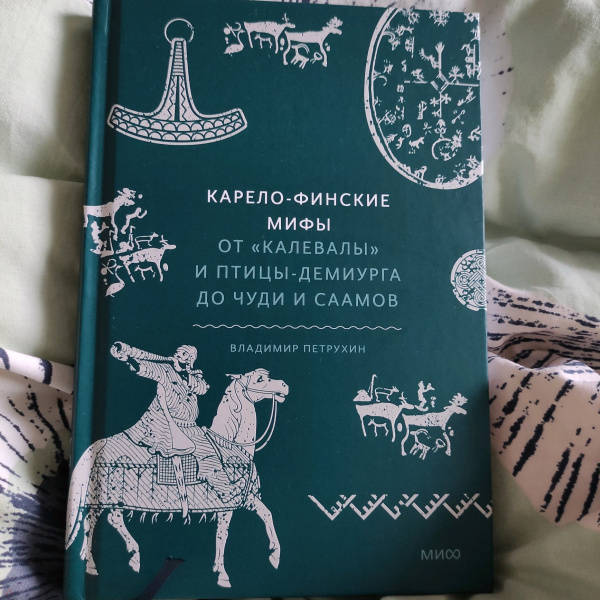 КАРЕЛО-ФИНСКИЕ
МИФЫ
ОТ «КАЛЕВАЛЫ»
И ПТИЦЫ-ДЕМИУРГА
ДО ЧУДИ И СААМОВ
ВЛАДИМИР ПЕТРУХИН
МИФ